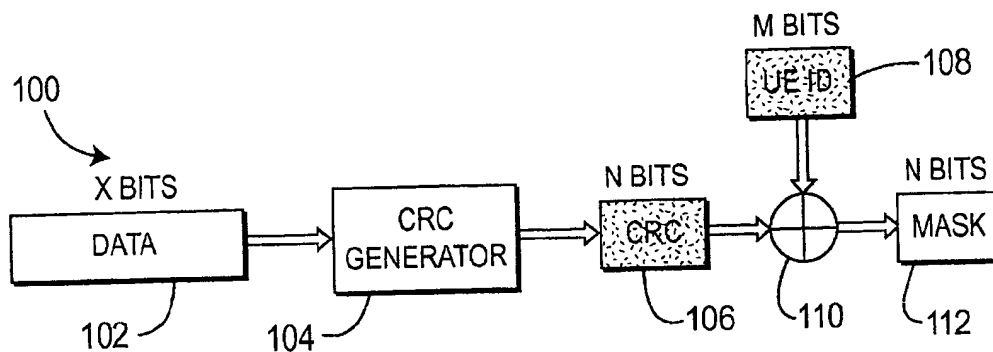 M BITS
UE ID
108
100
X BITS
DATA
102
CRC
GENERATOR
104
N BITS
CRC
106
110
N BITS
MASK
112